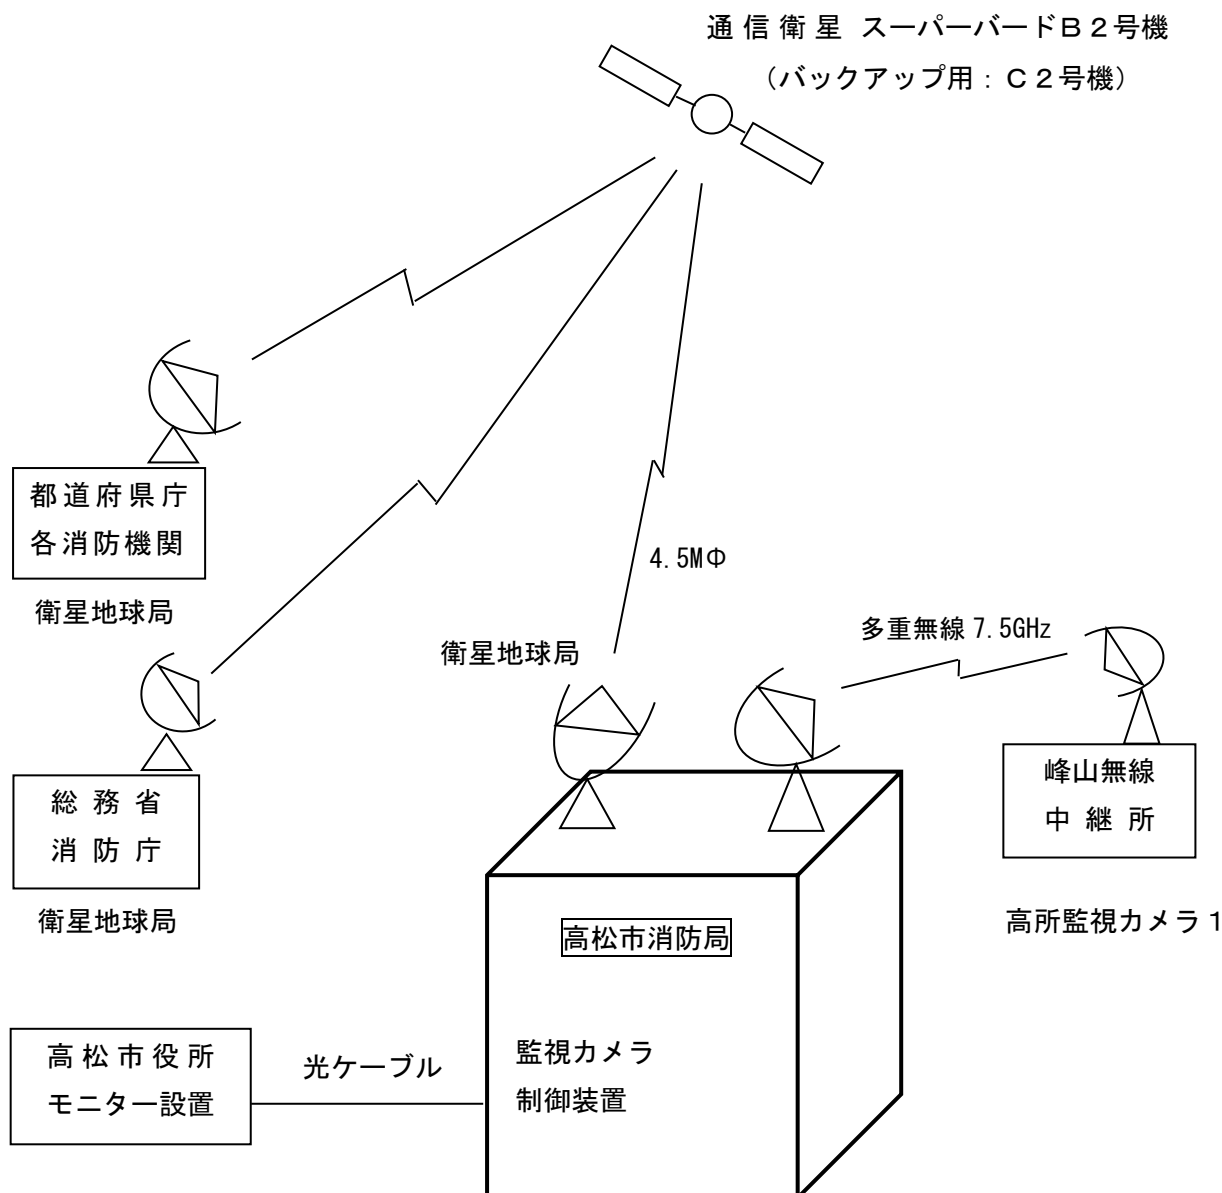 通信衛星 スーパーバードB2号機
(バックアップ用:C2号機)
都道府県庁
各消防機関
衛星地球局
4.5MΦ
衛星地球局
多重無線 7.5GHz
総務省
消防庁
衛星地球局
峰山無線
中継所
高所監視カメラ1
高松市消防局
高松市役所
モニター設置
光ケーブル
監視カメラ
制御装置